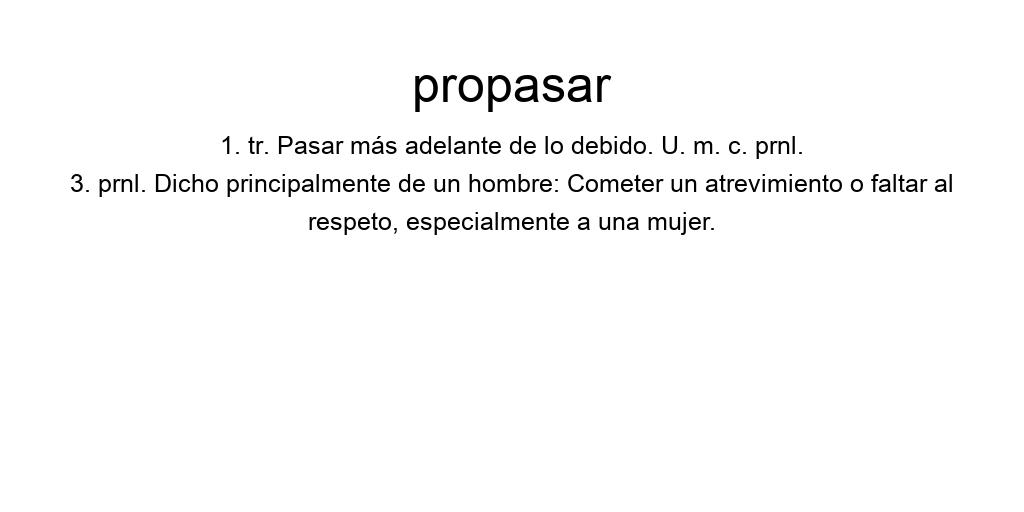 propasar
1. tr. Pasar más adelante de lo debido. U. m. c. prnl.
3. prnl. Dicho principalmente de un hombre: Cometer un atrevimiento o faltar al
respeto, especialmente a una mujer.